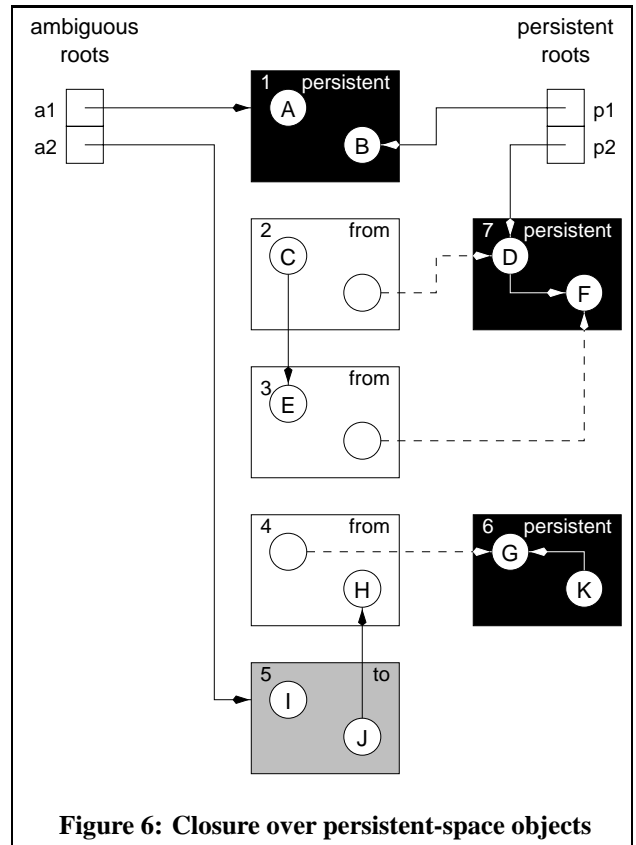 ambiguous roots
persistent roots
a1
a2
p1
p2
1 persistent
A
B
2 from
C
7 persistent
D
F
3 from
E
4 from
H
6 persistent
G
K
5 to
I
J
Figure 6: Closure over persistent-space objects